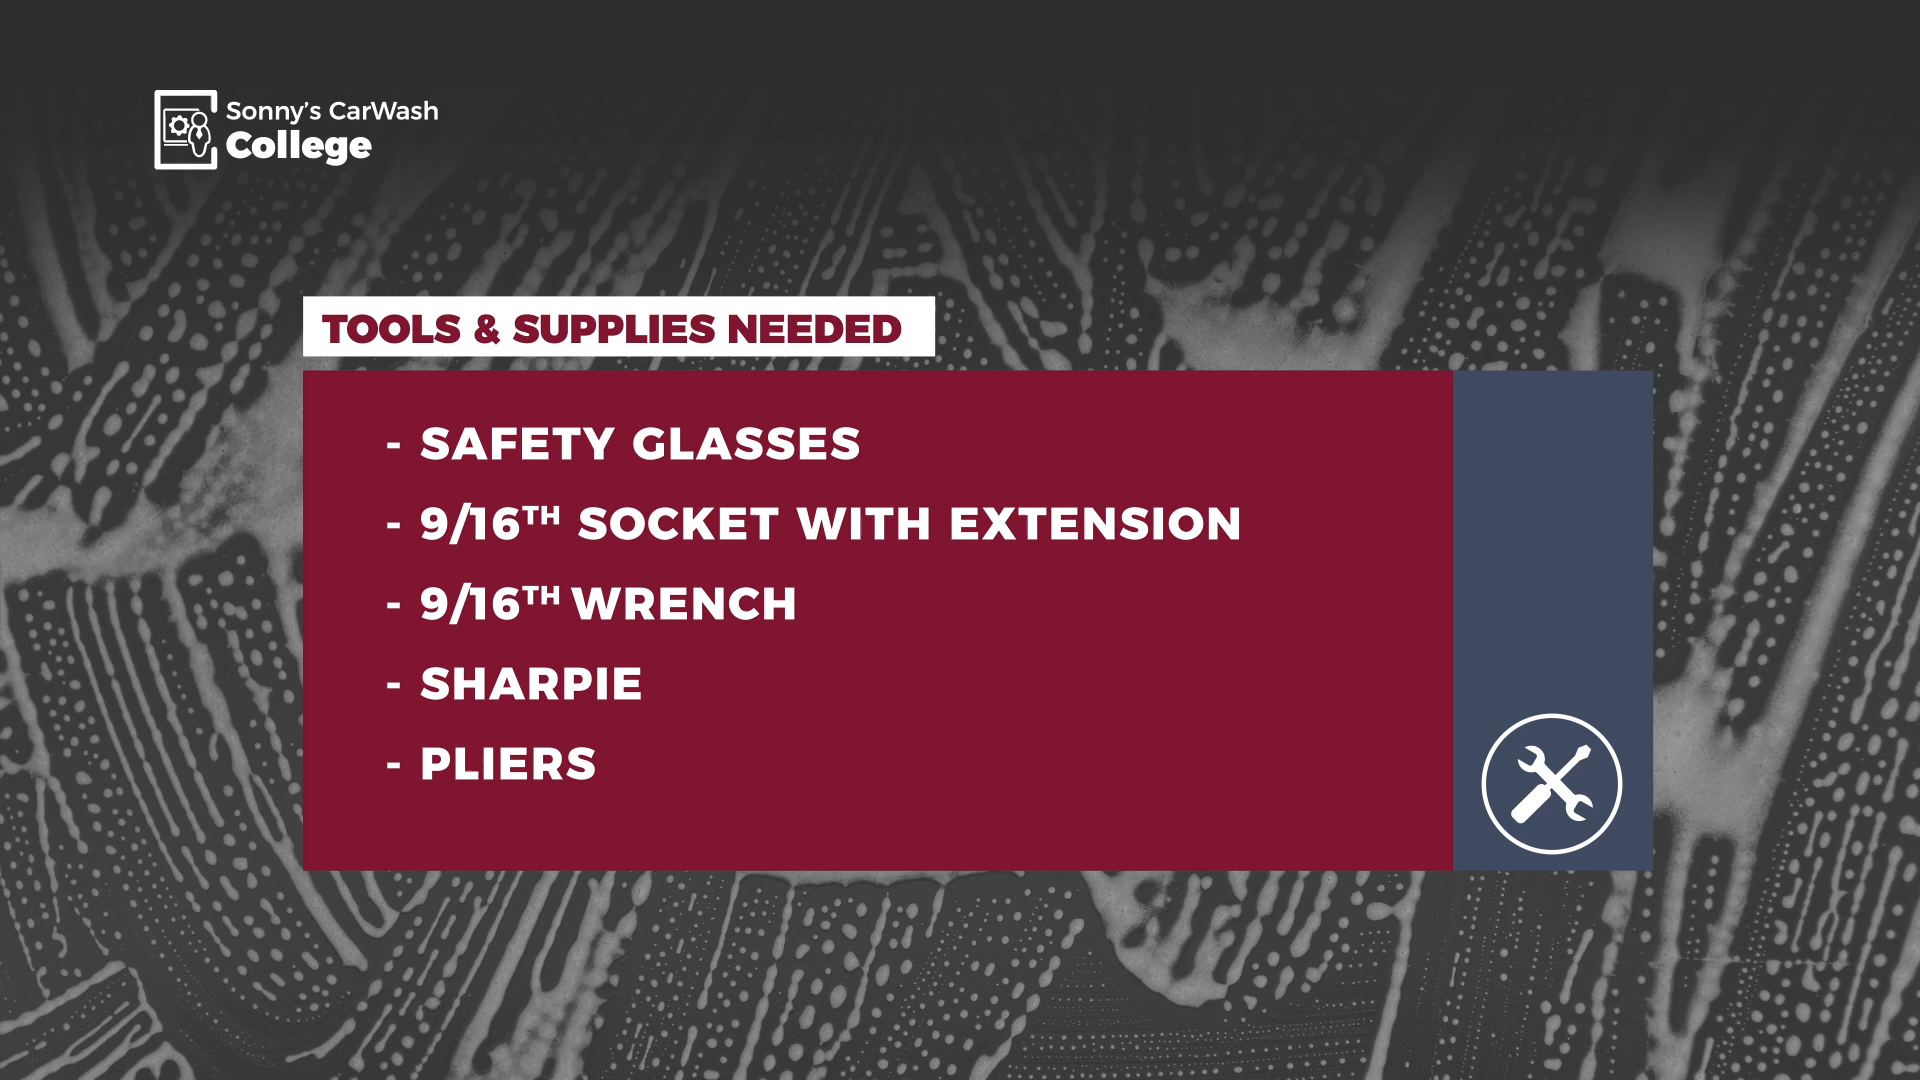 Sonny's CarWash
College
TOOLS & SUPPLIES NEEDED
- SAFETY GLASSES
- 9/16TH SOCKET WITH EXTENSION
- 9/16TH WRENCH
- SHARPIE
- PLIERS